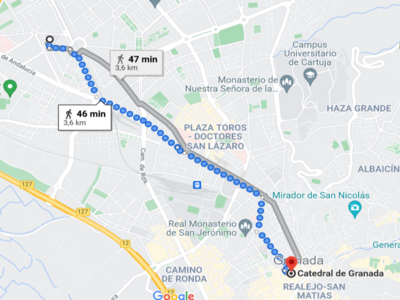 47 min
3,6 km
Campus
Universitario
de Cartuja
de Andalucía
Monasterio de
Nuestra Señora de la...
46 min
3,6 km
HAZA GRANDE
PLAZA TOROS -
DOCTORES
SAN LÁZARO
Cam. de Rda
ALBAICÍN
127
Mirador de San Nicolás
127
Real Monasterio
de San Jerónimo
12
Genera
Granada
Catedral de Granada
CAMINO
DE RONDA
REALEJO-SAN
MATIAS
Google